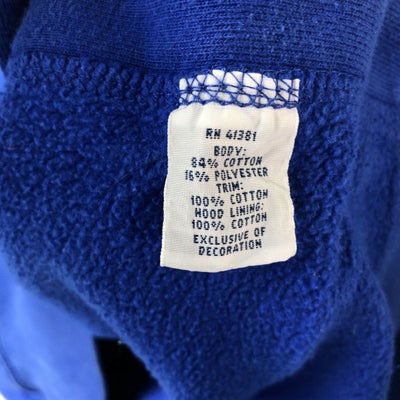 RN 41381
BODY:
84% COTTON
16% POLYESTER
TRIM:
100% COTTON
HOOD LINING:
100% COTTON
EXCLUSIVE OF
DECORATION